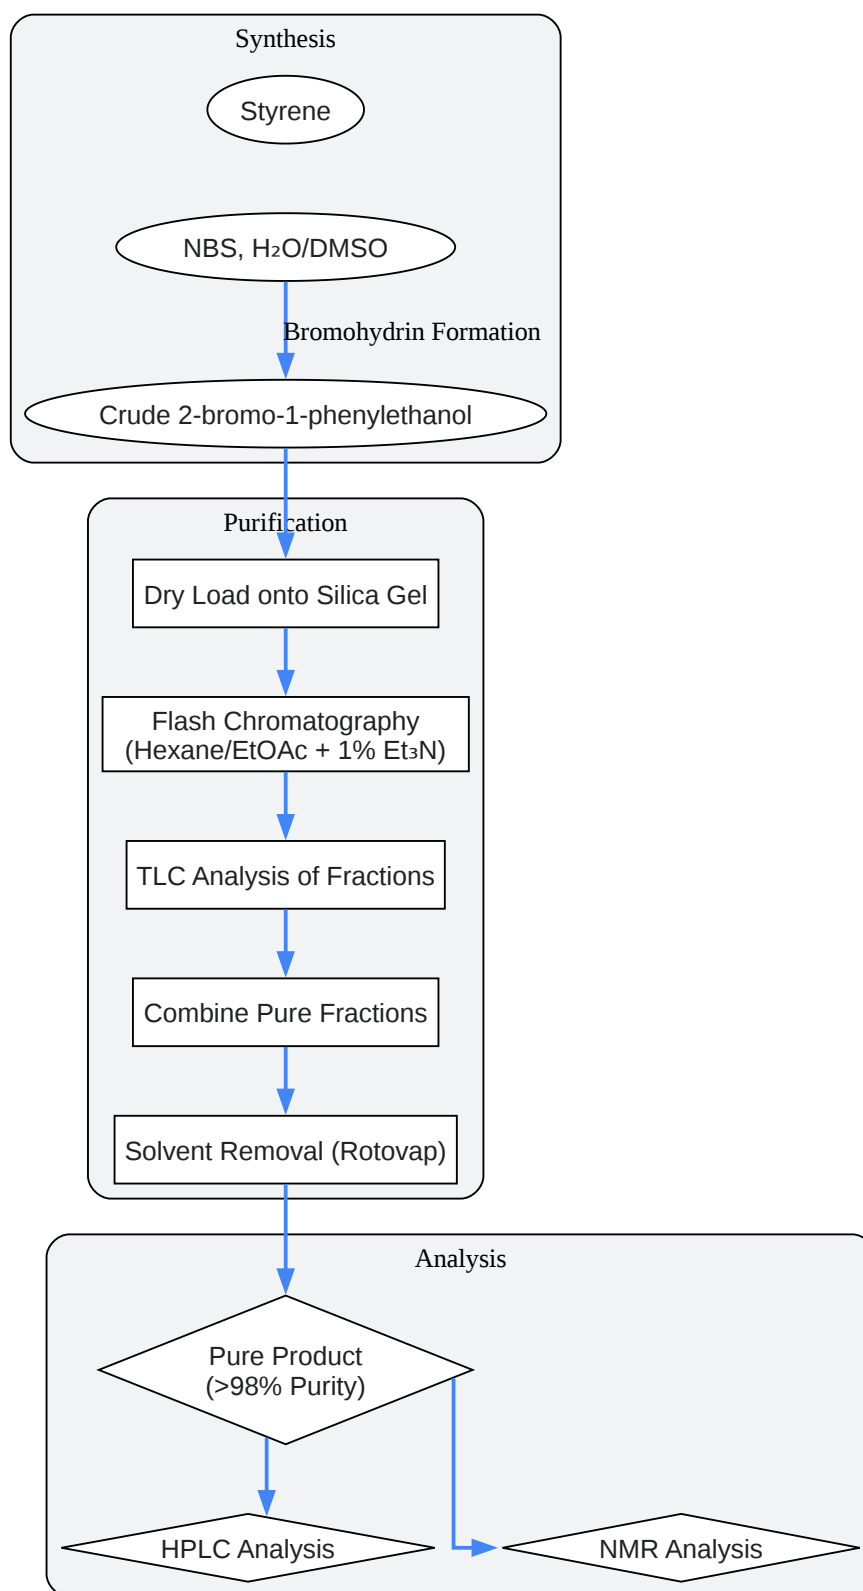 Synthesis
Styrene
NBS, H₂O/DMSO
Bromohydrin Formation
Crude 2-bromo-1-phenylethanol
Purification
Dry Load onto Silica Gel
Flash Chromatography
(Hexane/EtOAc + 1% Et₃N)
TLC Analysis of Fractions
Combine Pure Fractions
Solvent Removal (Rotovap)
Analysis
Pure Product
(>98% Purity)
HPLC Analysis
NMR Analysis